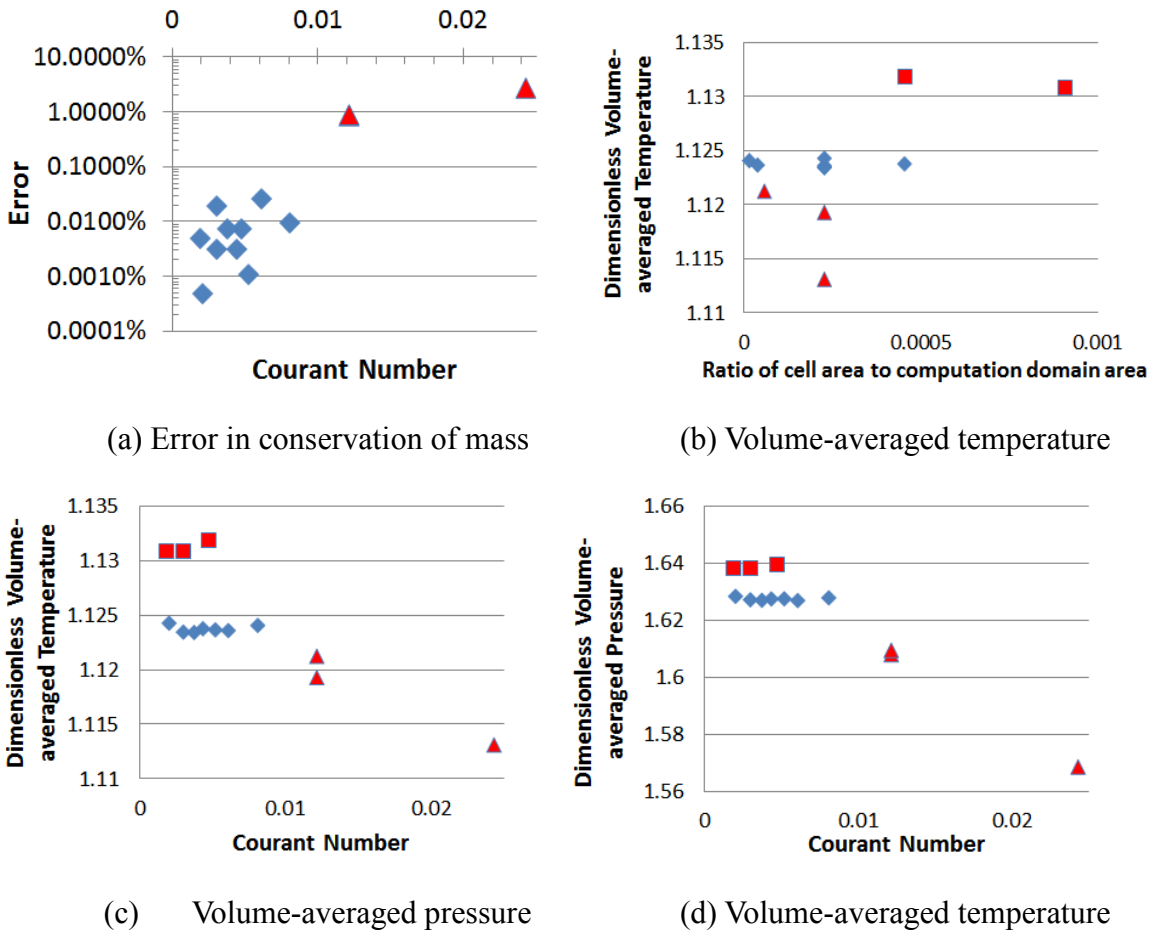 0 0.01 0.02
10.0000%
1.0000%
0.1000%
0.0100%
0.0010%
0.0001%
Error
Courant Number
(a) Error in conservation of mass
1.135
1.13
1.125
1.12
1.115
1.11
Dimensionless Volume-
averaged Temperature
0 0.0005 0.001
Ratio of cell area to computation domain area
(b) Volume-averaged temperature
1.135
1.13
1.125
1.12
1.115
1.11
Dimensionless Volume-
averaged Temperature
0 0.01 0.02
Courant Number
(c) Volume-averaged pressure
1.66
1.64
1.62
1.6
1.58
1.56
Dimensionless Volume-
averaged Pressure
0 0.01 0.02
Courant Number
(d) Volume-averaged temperature